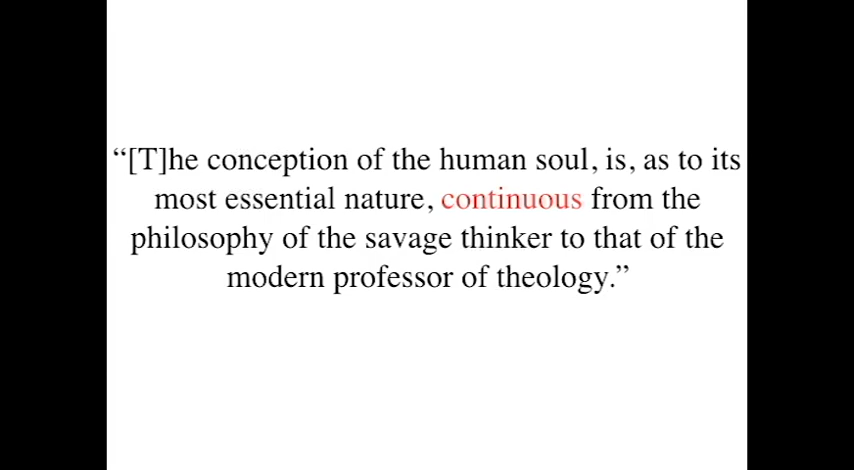 “[T]he conception of the human soul, is, as to its
most essential nature, continuous from the
philosophy of the savage thinker to that of the
modern professor of theology.”